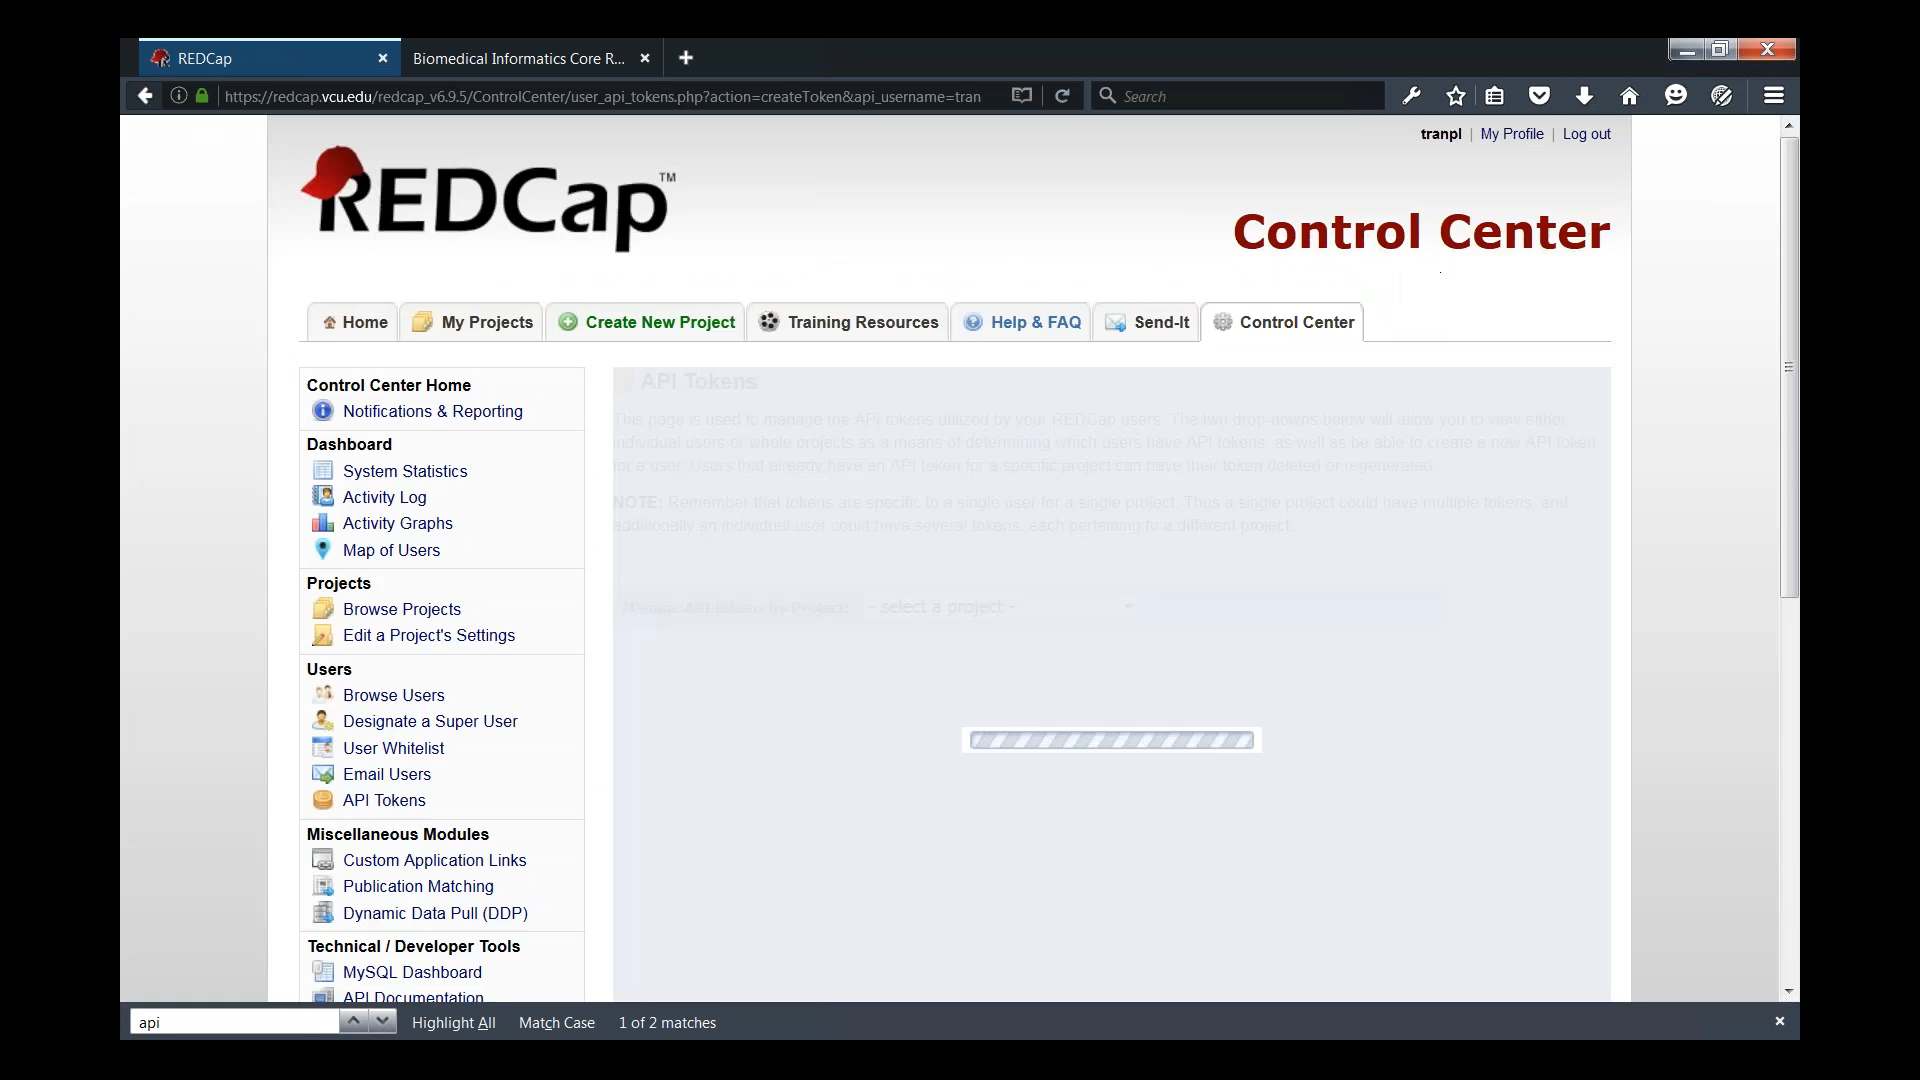 REDCap
Biomedical Informatics Core R...
https://redcap.vcu.edu/redcap_v6.9.5/ControlCenter/user_api_tokens.php?action=createToken&api_username=tran
Search
tranpl | My Profile | Log out
REDCap™
Control Center
Home
My Projects
Create New Project
Training Resources
Help & FAQ
Send-It
Control Center
Control Center Home
Notifications & Reporting
Dashboard
System Statistics
Activity Log
Activity Graphs
Map of Users
Projects
Browse Projects
Edit a Project's Settings
Users
Browse Users
Designate a Super User
User Whitelist
Email Users
API Tokens
Miscellaneous Modules
Custom Application Links
Publication Matching
Dynamic Data Pull (DDP)
Technical / Developer Tools
MySQL Dashboard
API Documentation
API Tokens
This page is used to manage the API tokens utilized by your REDCap users. The two drop-downs below will allow you to view either
individual users or whole projects as a means of determining which users have API tokens, as well as be able to create a new API token
for a user. Users that already have an API token for a specific project can have their token deleted or regenerated.
NOTE: Remember that tokens are specific to a single user for a single project. Thus a single project could have multiple tokens, and
additionally an individual user could have several tokens, each pertaining to a different project.
Manage API Tokens by Project: - select a project -
api
Highlight All
Match Case
1 of 2 matches